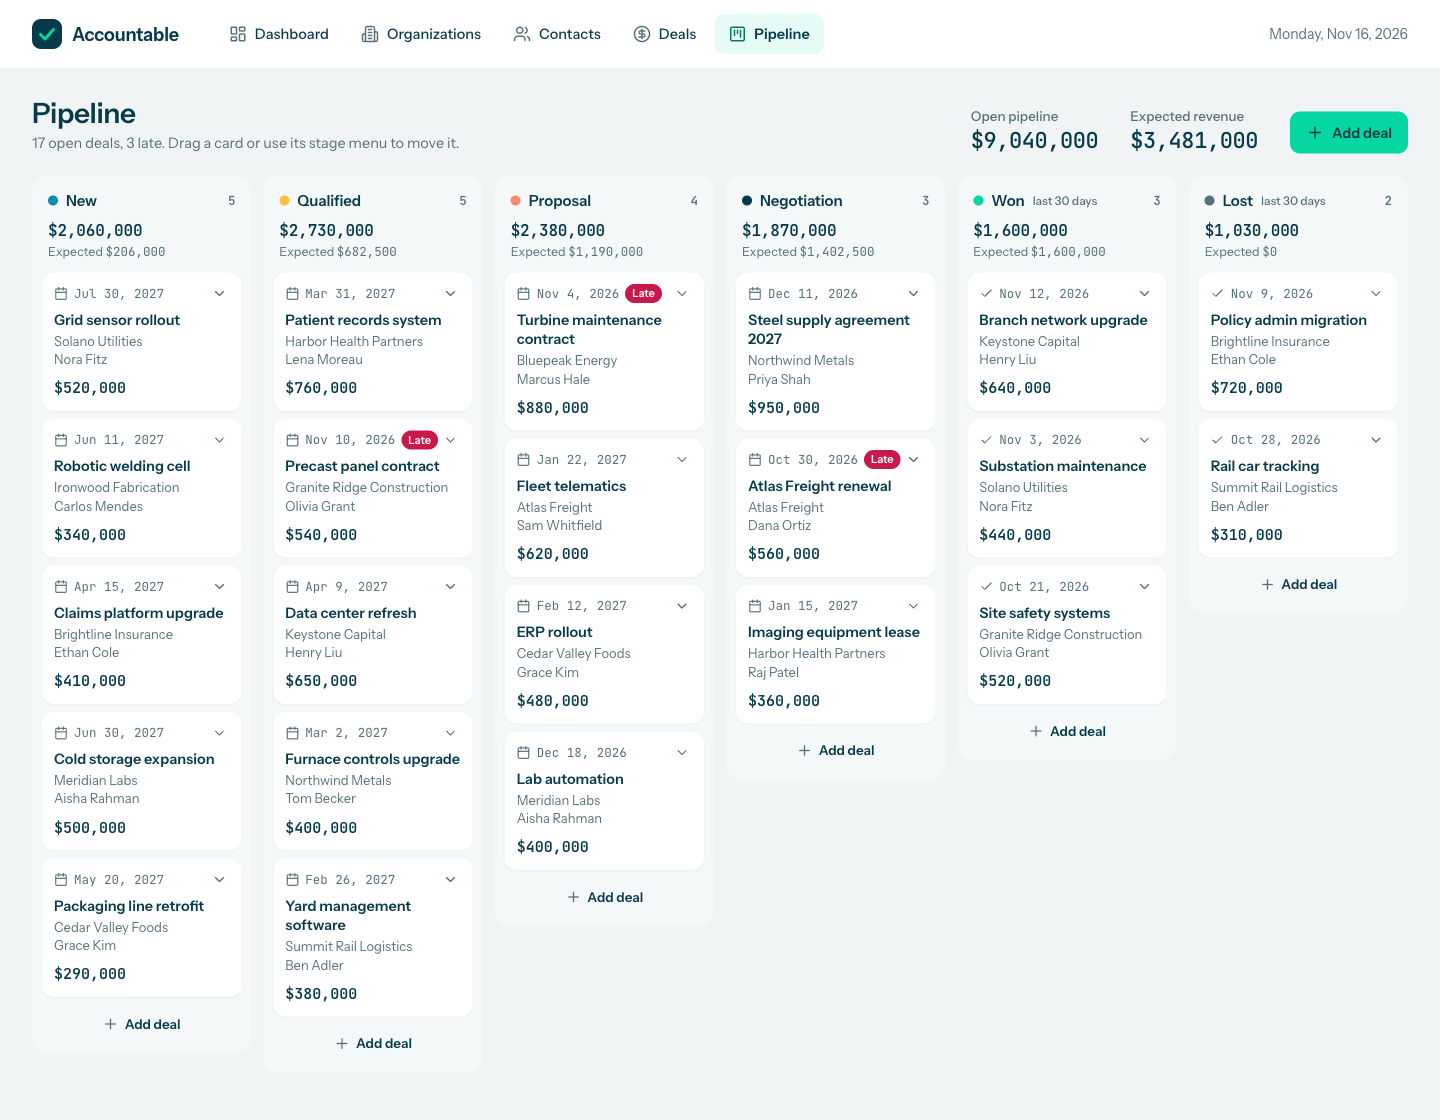 Accountable
Dashboard
Organizations
Contacts
Deals
Pipeline
Monday, Nov 16, 2026
Pipeline
17 open deals, 3 late. Drag a card or use its stage menu to move it.
Open pipeline
$9,040,000
Expected revenue
$3,481,000
Add deal
New 5
$2,060,000
Expected $206,000
Jul 30, 2027
Grid sensor rollout
Solano Utilities
Nora Fitz
$520,000
Jun 11, 2027
Robotic welding cell
Ironwood Fabrication
Carlos Mendes
$340,000
Apr 15, 2027
Claims platform upgrade
Brightline Insurance
Ethan Cole
$410,000
Jun 30, 2027
Cold storage expansion
Meridian Labs
Aisha Rahman
$500,000
May 20, 2027
Packaging line retrofit
Cedar Valley Foods
Grace Kim
$290,000
Add deal
Qualified 5
$2,730,000
Expected $682,500
Mar 31, 2027
Patient records system
Harbor Health Partners
Lena Moreau
$760,000
Nov 10, 2026 Late
Precast panel contract
Granite Ridge Construction
Olivia Grant
$540,000
Apr 9, 2027
Data center refresh
Keystone Capital
Henry Liu
$650,000
Mar 2, 2027
Furnace controls upgrade
Northwind Metals
Tom Becker
$400,000
Feb 26, 2027
Yard management
software
Summit Rail Logistics
Ben Adler
$380,000
Add deal
Proposal 4
$2,380,000
Expected $1,190,000
Nov 4, 2026 Late
Turbine maintenance
contract
Bluepeak Energy
Marcus Hale
$880,000
Jan 22, 2027
Fleet telematics
Atlas Freight
Sam Whitfield
$620,000
Feb 12, 2027
ERP rollout
Cedar Valley Foods
Grace Kim
$480,000
Dec 18, 2026
Lab automation
Meridian Labs
Aisha Rahman
$400,000
Add deal
Negotiation 3
$1,870,000
Expected $1,402,500
Dec 11, 2026
Steel supply agreement
2027
Northwind Metals
Priya Shah
$950,000
Oct 30, 2026 Late
Atlas Freight renewal
Atlas Freight
Dana Ortiz
$560,000
Jan 15, 2027
Imaging equipment lease
Harbor Health Partners
Raj Patel
$360,000
Add deal
Won last 30 days 3
$1,600,000
Expected $1,600,000
Nov 12, 2026
Branch network upgrade
Keystone Capital
Henry Liu
$640,000
Nov 3, 2026
Substation maintenance
Solano Utilities
Nora Fitz
$440,000
Oct 21, 2026
Site safety systems
Granite Ridge Construction
Olivia Grant
$520,000
Add deal
Lost last 30 days 2
$1,030,000
Expected $0
Nov 9, 2026
Policy admin migration
Brightline Insurance
Ethan Cole
$720,000
Oct 28, 2026
Rail car tracking
Summit Rail Logistics
Ben Adler
$310,000
Add deal